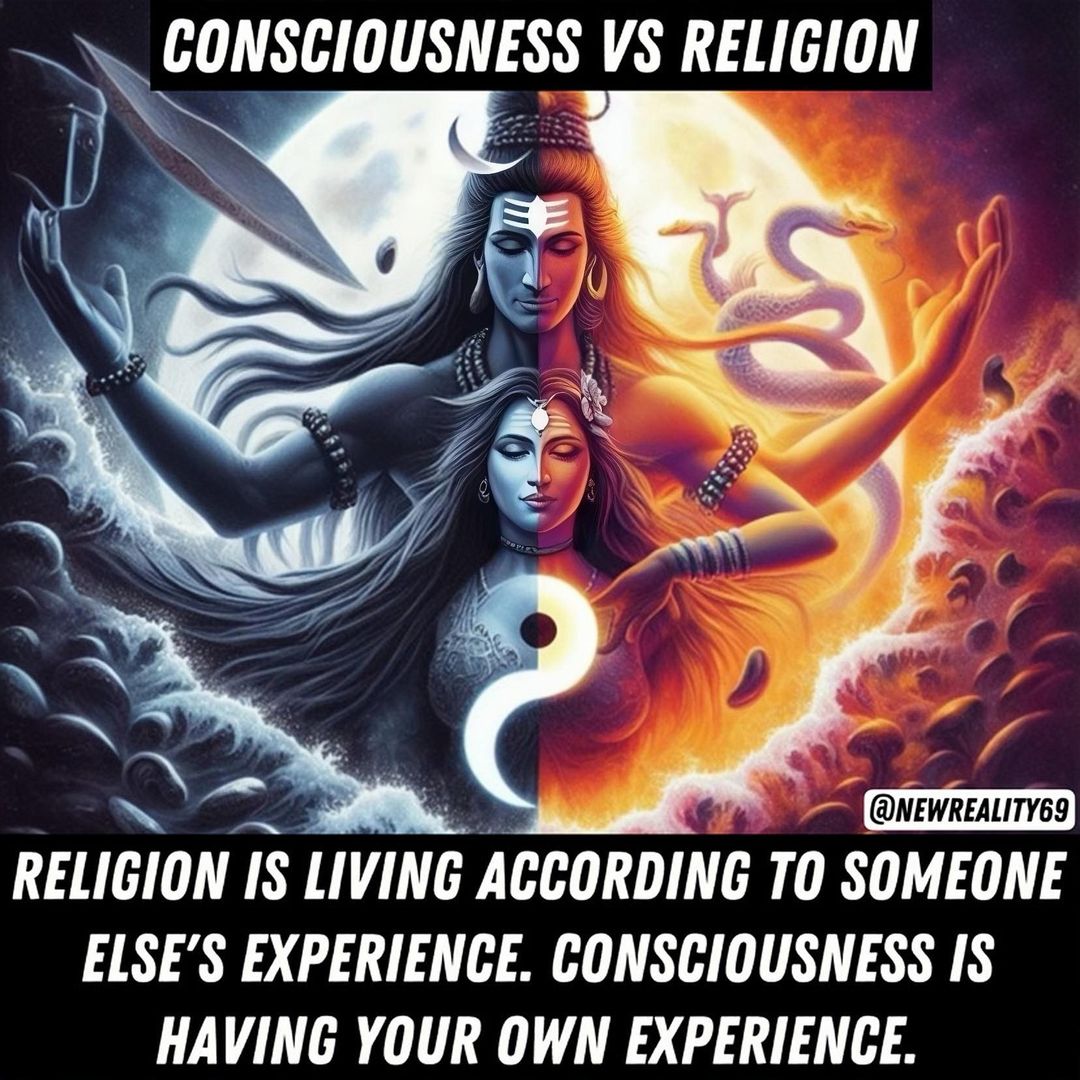 CONSCIOUSNESS VS RELIGION
@NEWREALITY69
RELIGION IS LIVING ACCORDING TO SOMEONE
ELSE'S EXPERIENCE. CONSCIOUSNESS IS
HAVING YOUR OWN EXPERIENCE.